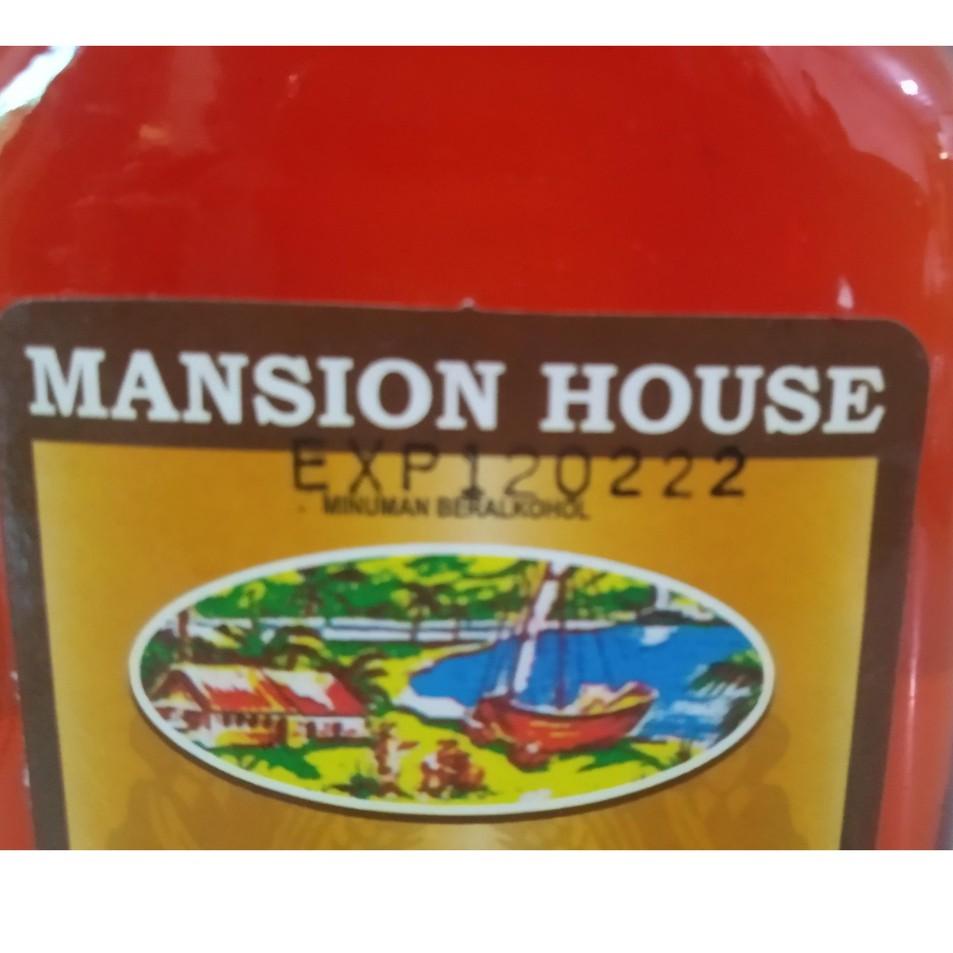 MANSION HOUSE
EXP120222
MINUMAN BERALKOHOL